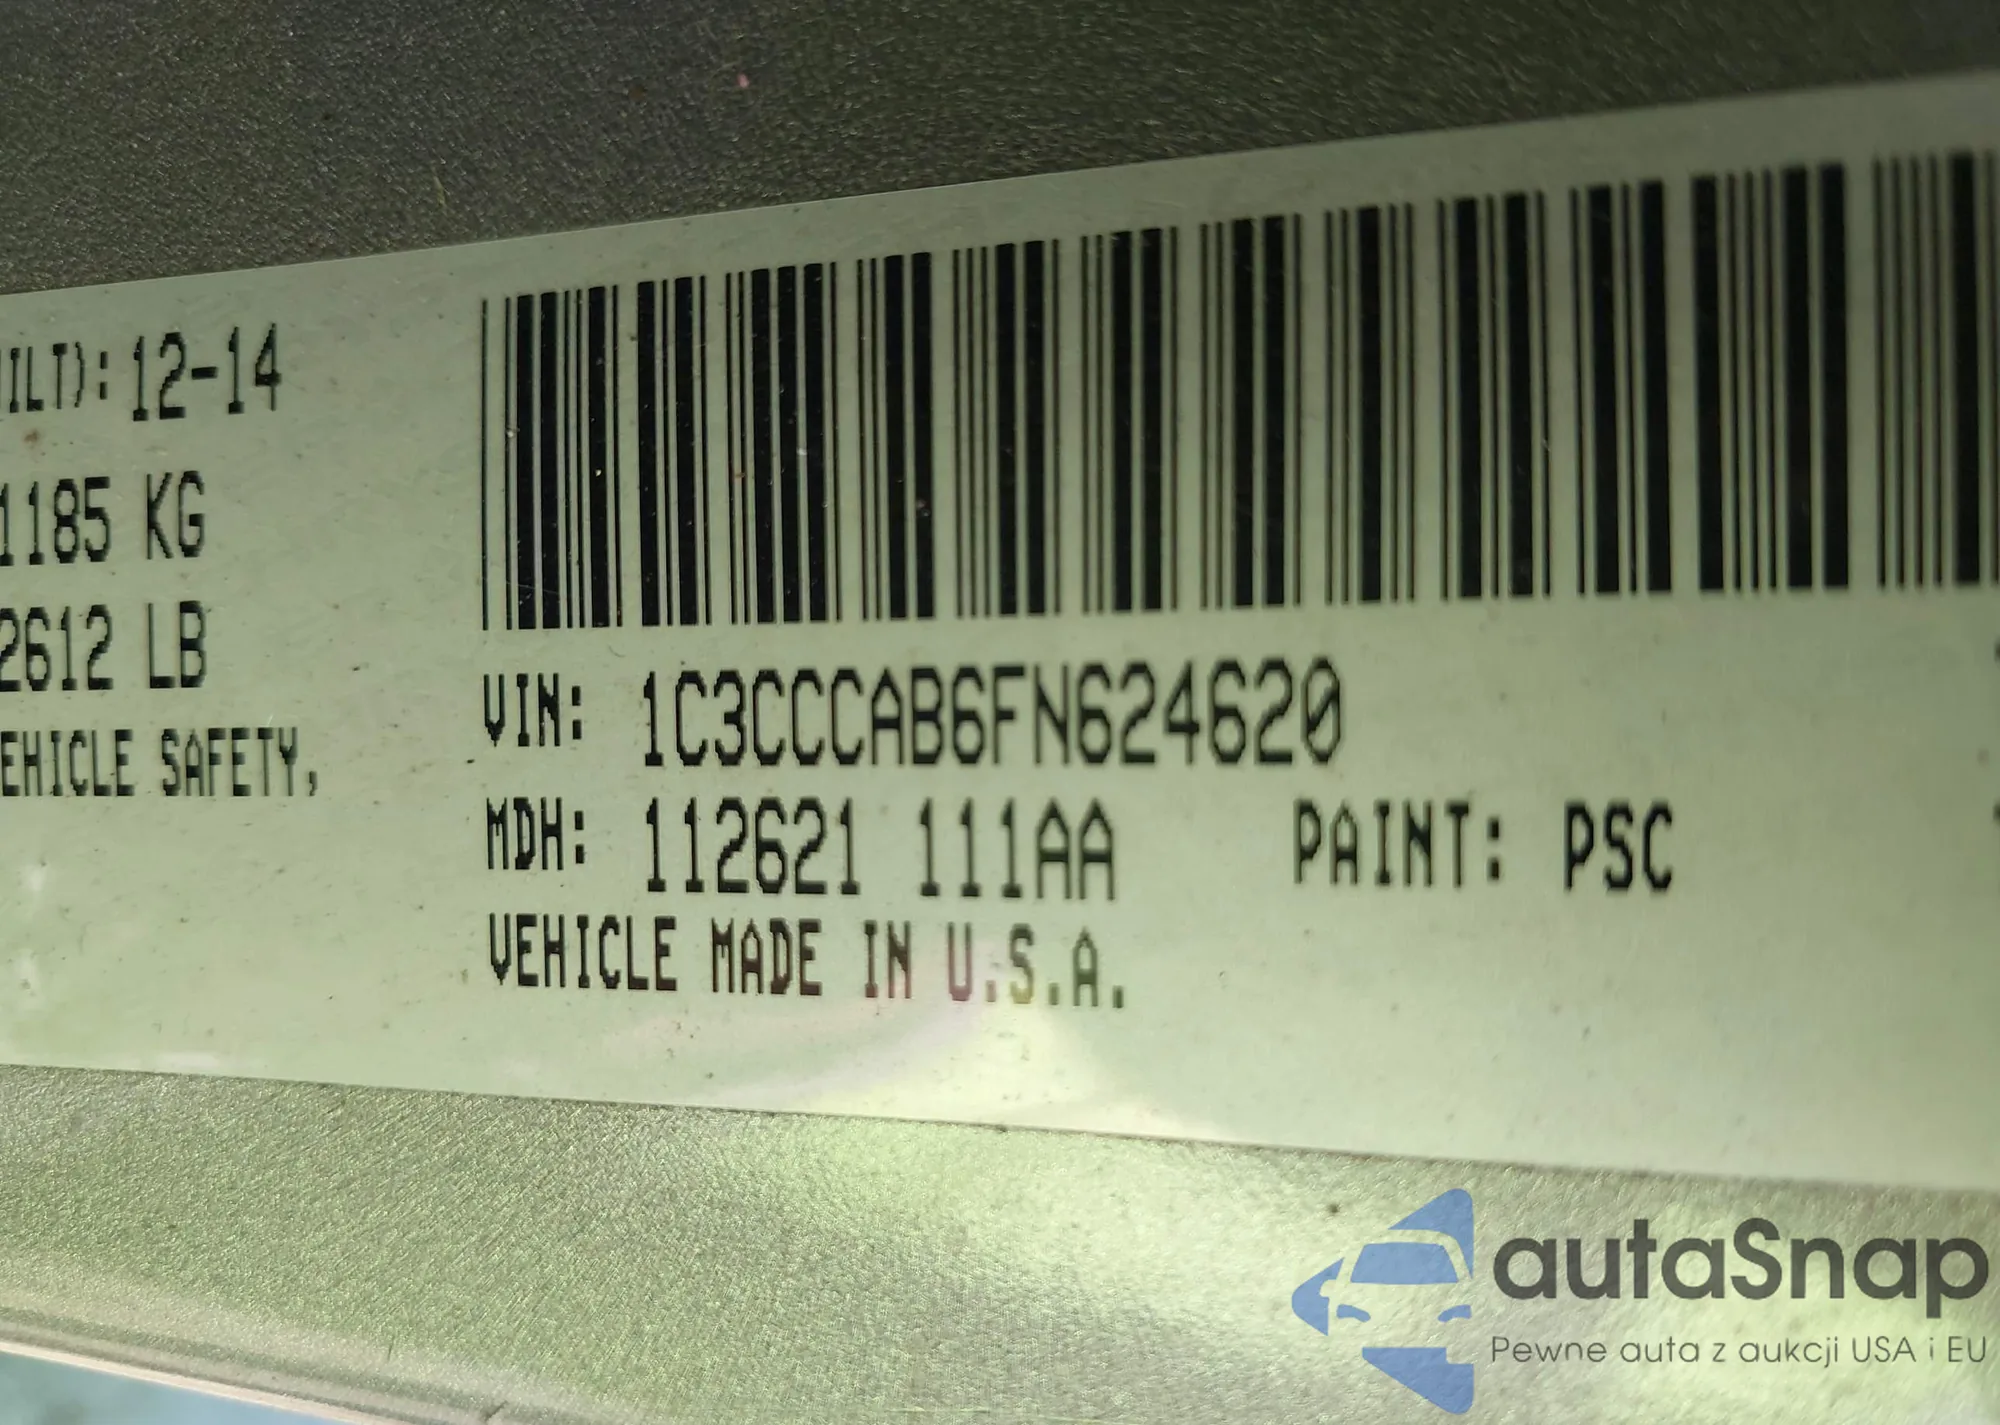 ILT): 12-14
1185 KG
2612 LB
EHICLE SAFETY,
VIN: 1C3CCCAB6FN624620
MDH: 112621 111AA PAINT: PSC
VEHICLE MADE IN U.S.A.
autaSnap
Pewne auta z aukcji USA i EU